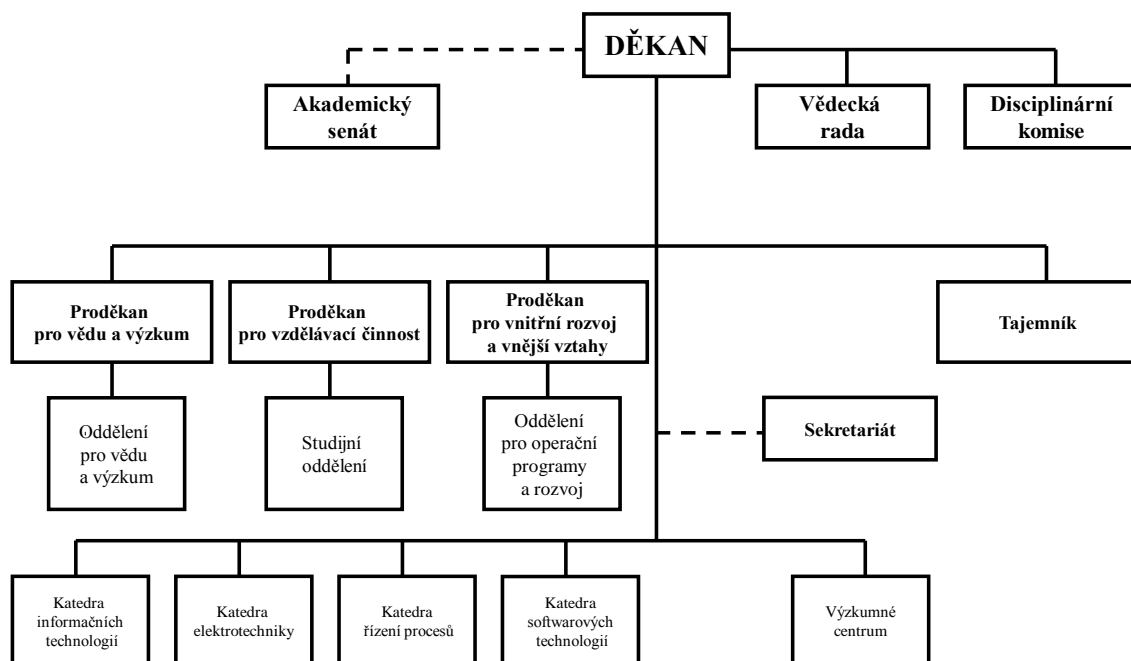 DĚKAN
Akademický
senát
Vědecká
rada
Disciplinární
komise
Proděkan
pro vědu a výzkum
Proděkan
pro vzdělávací činnost
Proděkan
pro vnitřní rozvoj
a vnější vztahy
Tajemník
Oddělení
pro vědu
a výzkum
Studijní
oddělení
Oddělení
pro operační
programy
a rozvoj
Sekretariát
Katedra
informačních
technologií
Katedra
elektrotechniky
Katedra
řízení procesů
Katedra
softwarových
technologií
Výzkumné
centrum